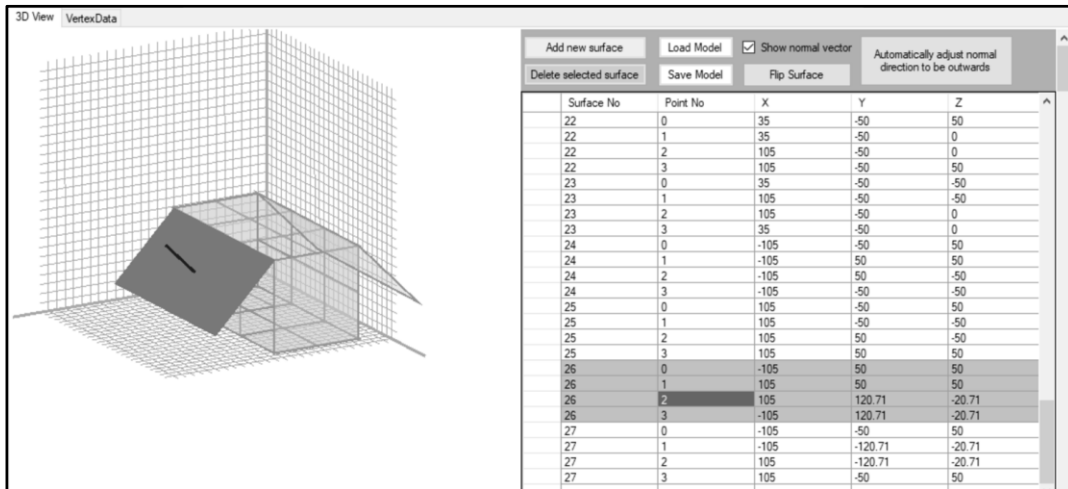 3D View VertexData
Add new surface Load Model Show normal vector Automatically adjust normal direction to be outwards
Delete selected surface Save Model Flip Surface
Surface No Point No X Y Z
22 0 35 -50 50
22 1 35 -50 0
22 2 105 -50 0
22 3 105 -50 50
23 0 35 -50 -50
23 1 105 -50 -50
23 2 105 -50 0
23 3 35 -50 0
24 0 -105 -50 50
24 1 -105 50 50
24 2 -105 50 -50
24 3 -105 -50 -50
25 0 105 -50 50
25 1 105 -50 -50
25 2 105 50 -50
25 3 105 50 50
26 0 -105 50 50
26 1 105 50 50
26 2 105 120.71 -20.71
26 3 -105 120.71 -20.71
27 0 -105 -50 50
27 1 -105 -120.71 -20.71
27 2 105 -120.71 -20.71
27 3 105 -50 50